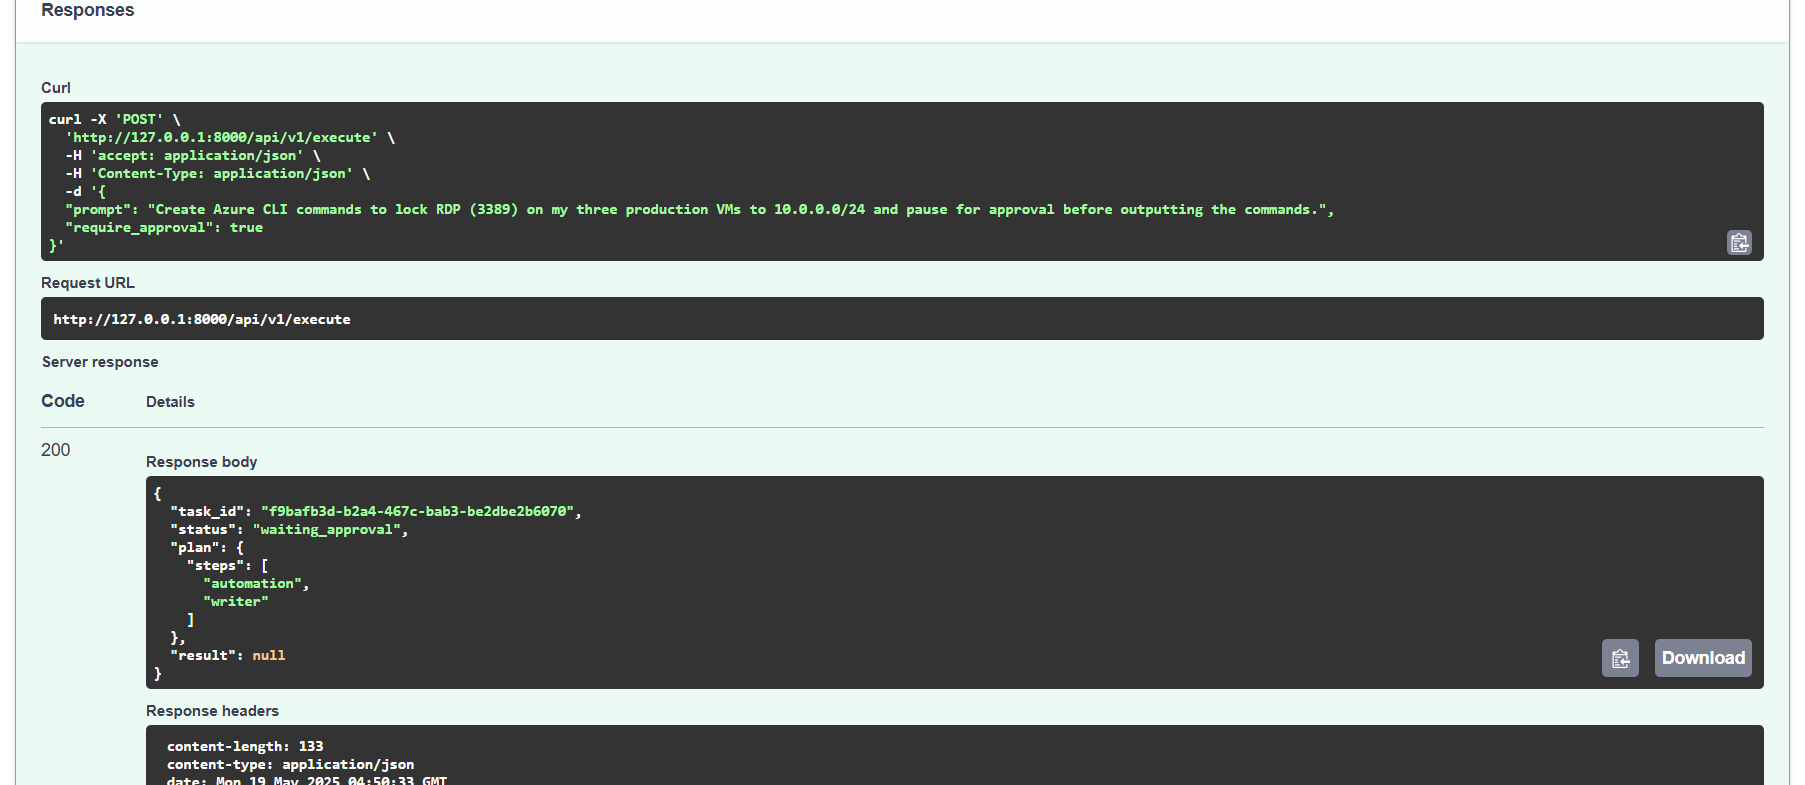 Responses
Curl
curl -X 'POST' \
'http://127.0.0.1:8000/api/v1/execute' \
-H 'accept: application/json' \
-H 'Content-Type: application/json' \
-d '{
"prompt": "Create Azure CLI commands to lock RDP (3389) on my three production VMs to 10.0.0.0/24 and pause for approval before outputting the commands.",
"require_approval": true
}'
Request URL
http://127.0.0.1:8000/api/v1/execute
Server response
Code Details
200
Response body
{
"task_id": "f9bafb3d-b2a4-467c-bab3-be2dbe2b6070",
"status": "waiting_approval",
"plan": {
"steps": [
"automation",
"writer"
]
},
"result": null
}
Download
Response headers
content-length: 133
content-type: application/json
date: Mon,19 May 2025 04:50:33 GMT